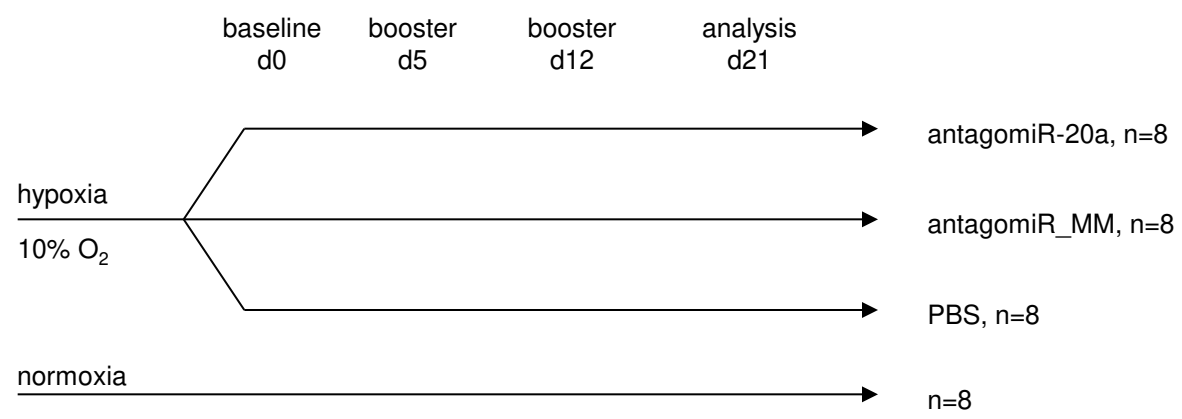 baseline booster booster analysis
d0 d5 d12 d21
antagomiR-20a, n=8
hypoxia
antagomiR_MM, n=8
10% O₂
PBS, n=8
normoxia
n=8